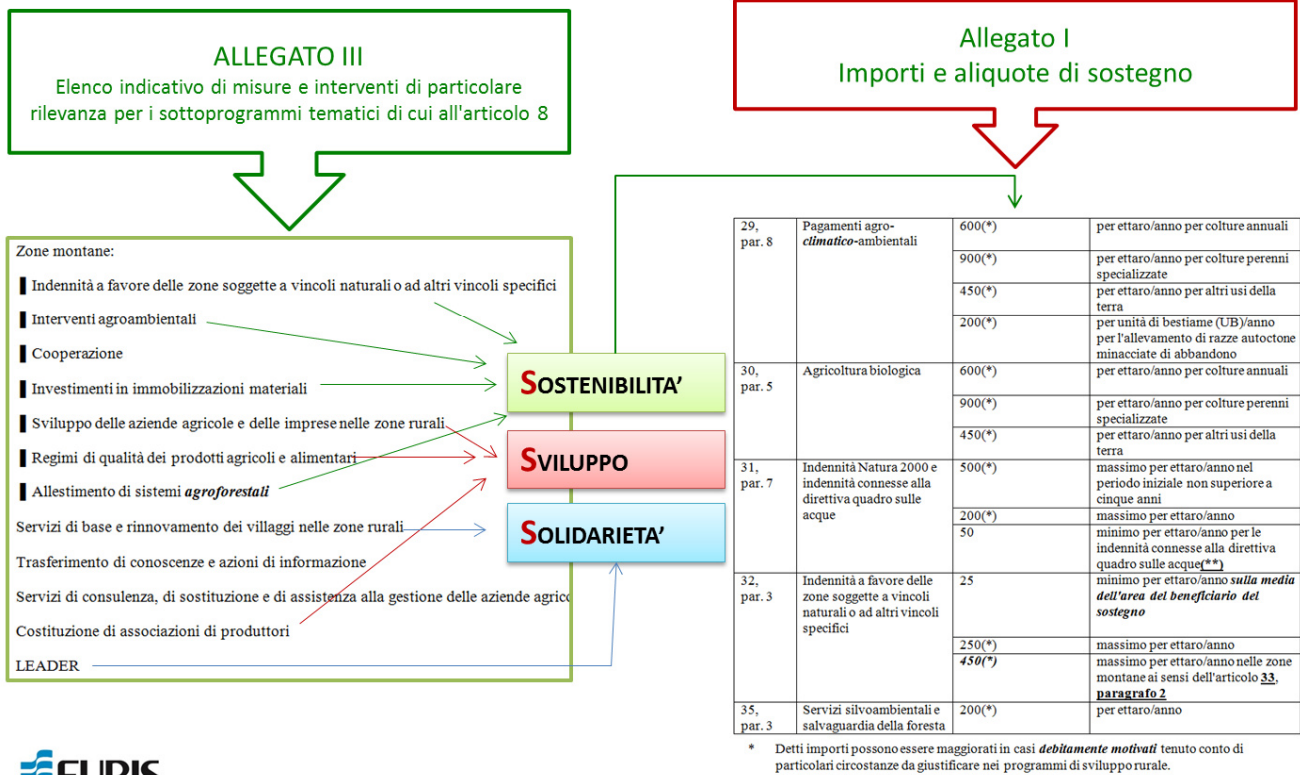 ALLEGATO III
Elenco indicativo di misure e interventi di particolare
rilevanza per i sottoprogrammi tematici di cui all'articolo 8
Allegato I
Importi e aliquote di sostegno
Zone montane:
▌Indennità a favore delle zone soggette a vincoli naturali o ad altri vincoli specifici
▌Interventi agroambientali
▌Cooperazione
▌Investimenti in immobilizzazioni materiali
▌Sviluppo delle aziende agricole e delle imprese nelle zone rurali
▌Regimi di qualità dei prodotti agricoli e alimentari
▌Allestimento di sistemi agroforestali
Servizi di base e rinnovamento dei villaggi nelle zone rurali
Trasferimento di conoscenze e azioni di informazione
Servizi di consulenza, di sostituzione e di assistenza alla gestione delle aziende agrico
Costituzione di associazioni di produttori
LEADER
SOSTENIBILITA'
SVILUPPO
SOLIDARIETA'
29, Pagamenti agro- 600(*) per ettaro/anno per colture annuali
par. 8 climatico-ambientali
900(*) per ettaro/anno per colture perenni
specializzate
450(*) per ettaro/anno per altri usi della
terra
200(*) per unità di bestiame (UB)/anno
per l'allevamento di razze autoctone
minacciate di abbandono
30, Agricoltura biologica 600(*) per ettaro/anno per colture annuali
par. 5
900(*) per ettaro/anno per colture perenni
specializzate
450(*) per ettaro/anno per altri usi della
terra
31, Indennità Natura 2000 e 500(*) massimo per ettaro/anno nel
par. 7 indennità connesse alla periodo iniziale non superiore a
direttiva quadro sulle cinque anni
acque 200(*) massimo per ettaro/anno
50 minimo per ettaro/anno per le
indennità connesse alla direttiva
quadro sulle acque(**)
32, Indennità a favore delle 25 minimo per ettaro/anno sulla media
par. 3 zone soggette a vincoli dell'area del beneficiario del
naturali o ad altri vincoli sostegno
specifici
250(*) massimo per ettaro/anno
450(*) massimo per ettaro/anno nelle zone
montane ai sensi dell'articolo 33,
paragrafo 2
35, Servizi silvoambientali e 200(*) per ettaro/anno
par. 3 salvaguardia della foresta
* Detti importi possono essere maggiorati in casi debitamente motivati tenuto conto di
particolari circostanze da giustificare nei programmi di sviluppo rurale.
EURIS